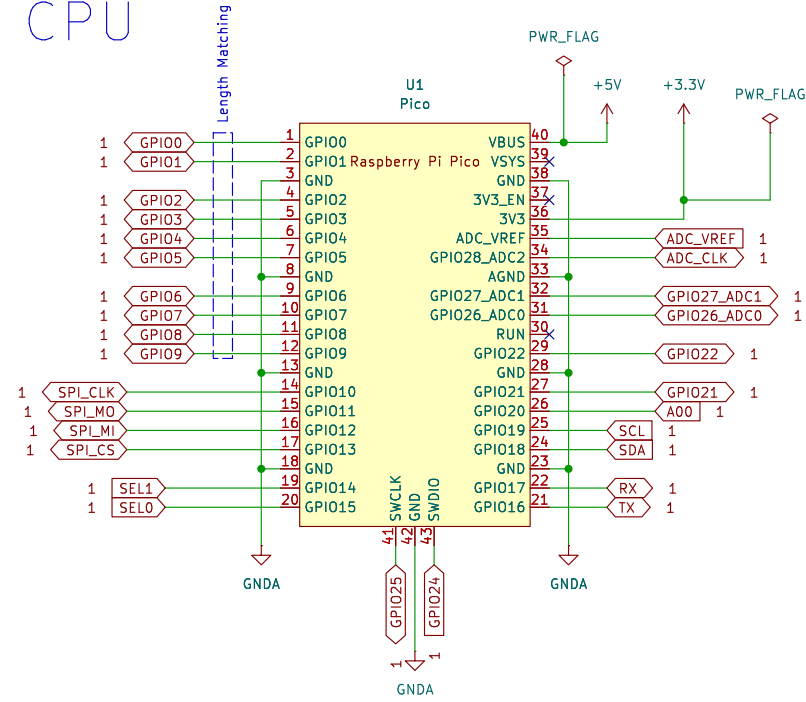 CPU
Length Matching
PWR_FLAG
U1
Pico
+5V
+3.3V
PWR_FLAG
1 GPIO0 1 GPIO0 VBUS 40
1 GPIO1 2 GPIO1 Raspberry Pi Pico VSYS 39
3 GND GND 38
1 GPIO2 4 GPIO2 3V3_EN 37
1 GPIO3 5 GPIO3 3V3 36
1 GPIO4 6 GPIO4 ADC_VREF 35 ADC_VREF 1
1 GPIO5 7 GPIO5 GPIO28_ADC2 34 ADC_CLK 1
8 GND AGND 33
1 GPIO6 9 GPIO6 GPIO27_ADC1 32 GPIO27_ADC1 1
1 GPIO7 10 GPIO7 GPIO26_ADC0 31 GPIO26_ADC0 1
1 GPIO8 11 GPIO8 RUN 30
1 GPIO9 12 GPIO9 GPIO22 29 GPIO22 1
13 GND GND 28
1 SPI_CLK 14 GPIO10 GPIO21 27 GPIO21 1
1 SPI_MO 15 GPIO11 GPIO20 26 A00 1
1 SPI_MI 16 GPIO12 GPIO19 25 SCL 1
1 SPI_CS 17 GPIO13 GPIO18 24 SDA 1
18 GND GND 23
1 SEL1 19 GPIO14 GPIO17 22 RX 1
1 SEL0 20 GPIO15 GPIO16 21 TX 1
SWCLK GND SWDIO
41 42 43
GNDA
GNDA
GPIO25 GPIO24
1 1
GNDA